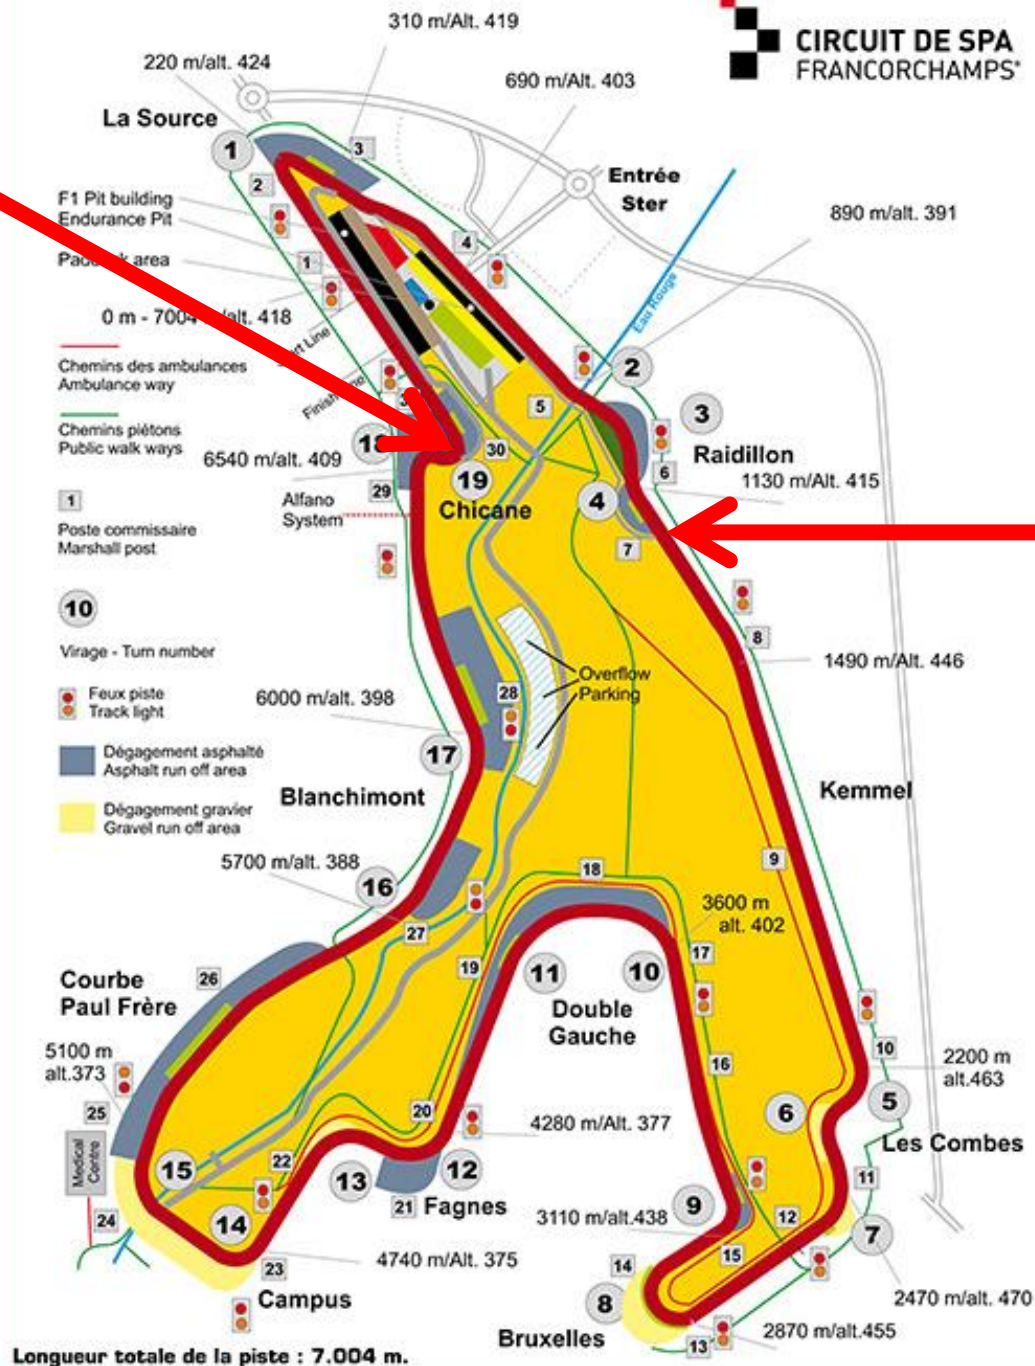 310 m/Alt. 419
CIRCUIT DE SPA
FRANCORCHAMPS
220 m/alt. 424
690 m/Alt. 403
La Source
1
3
2
Entrée
Ster
F1 Pit building
Endurance Pit
890 m/alt. 391
4
area
1
0 m - 7004 /alt. 418
Eau Rouge
Line
Chemins des ambulances
Ambulance way
2
Finish
3
5
3
Chemins piétons
Public walk ways
18
30
Raidillon
6
6540 m/alt. 409
19
1130 m/Alt. 415
29
4
1
Alfano
System
Chicane
Poste commissaire
Marshall post
7
10
8
Virage - Turn number
1490 m/Alt. 446
Overflow
Parking
Feux piste
Track light
28
6000 m/alt. 398
17
Dégagement asphalté
Asphalt run off area
Kemmel
Blanchimont
Dégagement gravier
Gravel run off area
9
5700 m/alt. 388
18
16
3600 m
alt. 402
27
17
19
26
11
10
Courbe
Paul Frère
Double
Gauche
10
5100 m
alt.373
16
2200 m
alt.463
5
25
20
6
4280 m/Alt. 377
Les Combes
Medical
Centre
22
15
13
12
11
21
Fagnes
9
24
14
3110 m/alt.438
12
7
15
4740 m/Alt. 375
23
14
Campus
8
2470 m/alt. 470
Bruxelles
2870 m/alt.455
13
Longueur totale de la piste : 7.004 m.